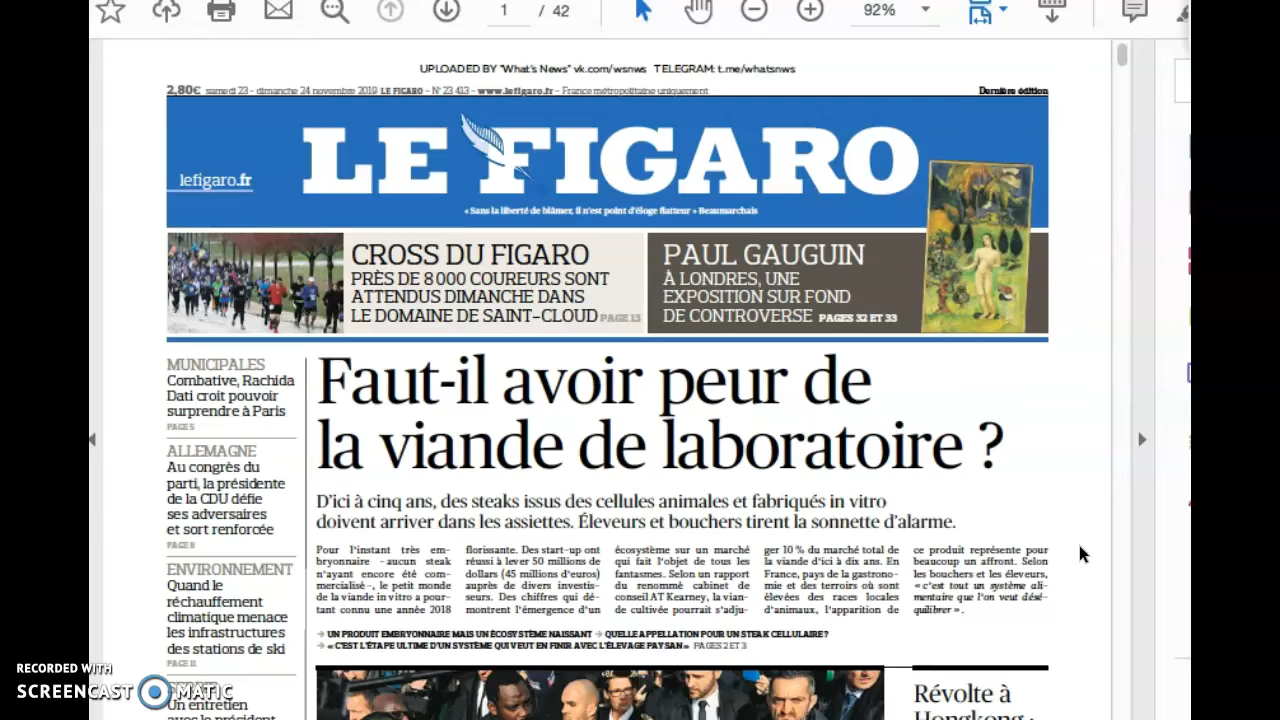 1 / 42
92%
UPLOADED BY "What's News" vk.com/wsnws TELEGRAM: t.me/whatsnws
2,80€ samedi 23 - dimanche 24 novembre 2019 LE FIGARO - N° 23 413 - www.lefigaro.fr - France métropolitaine uniquement
Dernière édition
lefigaro.fr
LE FIGARO
« Sans la liberté de blâmer, il n'est point d'éloge flatteur » Beaumarchais
CROSS DU FIGARO
PRÈS DE 8 000 COUREURS SONT
ATTENDUS DIMANCHE DANS
LE DOMAINE DE SAINT-CLOUD PAGE 13
PAUL GAUGUIN
À LONDRES, UNE
EXPOSITION SUR FOND
DE CONTROVERSE PAGES 32 ET 33
MUNICIPALES
Combative, Rachida
Dati croit pouvoir
surprendre à Paris
PAGE 5
ALLEMAGNE
Au congrès du
parti, la présidente
de la CDU défie
ses adversaires
et sort renforcée
PAGE 8
ENVIRONNEMENT
Quand le
réchauffement
climatique menace
les infrastructures
des stations de ski
PAGE 11
Un entretien
avec le président
Faut-il avoir peur de
la viande de laboratoire ?
D'ici à cinq ans, des steaks issus des cellules animales et fabriqués in vitro
doivent arriver dans les assiettes. Éleveurs et bouchers tirent la sonnette d'alarme.
Pour l'instant très em-
bryonnaire - aucun steak
n'ayant encore été com-
mercialisé -, le petit monde
de la viande in vitro a pour-
tant connu une année 2018
florissante. Des start-up ont
réussi à lever 50 millions de
dollars (45 millions d'euros)
auprès de divers investis-
seurs. Des chiffres qui dé-
montrent l'émergence d'un
écosystème sur un marché
qui fait l'objet de tous les
fantasmes. Selon un rapport
du renommé cabinet de
conseil AT Kearney, la vian-
de cultivée pourrait s'adju-
ger 10 % du marché total de
la viande d'ici à dix ans. En
France, pays de la gastrono-
mie et des terroirs où sont
élevées des races locales
d'animaux, l'apparition de
ce produit représente pour
beaucoup un affront. Selon
les bouchers et les éleveurs,
« c'est tout un système ali-
mentaire que l'on veut désé-
quilibrer ».
→ UN PRODUIT EMBRYONNAIRE MAIS UN ÉCOSYSTÈME NAISSANT → QUELLE APPELLATION POUR UN STEAK CELLULAIRE ?
→ « C'EST L'ÉTAPE ULTIME D'UN SYSTÈME QUI VEUT EN FINIR AVEC L'ÉLEVAGE PAYSAN » PAGES 2 ET 3
Révolte à
Hongkong :
RECORDED WITH
SCREENCAST MATIC